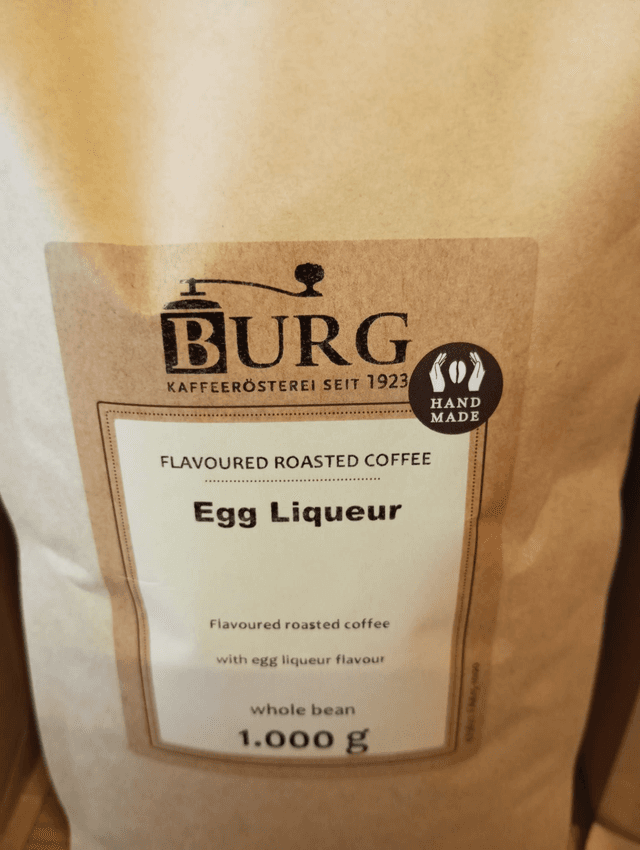 BURG
KAFFEERÖSTEREI SEIT 1923
HAND
MADE
FLAVOURED ROASTED COFFEE
Egg Liqueur
Flavoured roasted coffee
with egg liqueur flavour
whole bean
1.000 g